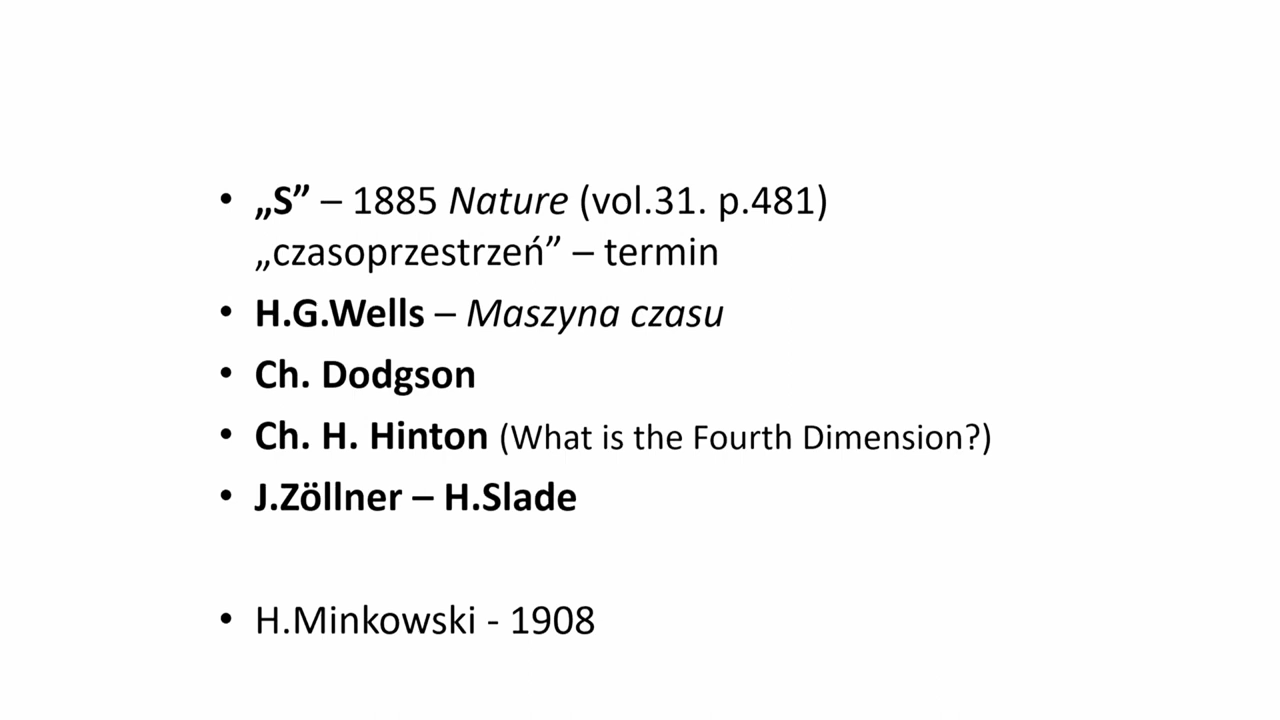 • „S” – 1885 Nature (vol.31. p.481)
„czasoprzestrzeń” – termin
• H.G.Wells – Maszyna czasu
• Ch. Dodgson
• Ch. H. Hinton (What is the Fourth Dimension?)
• J.Zöllner – H.Slade
• H.Minkowski - 1908